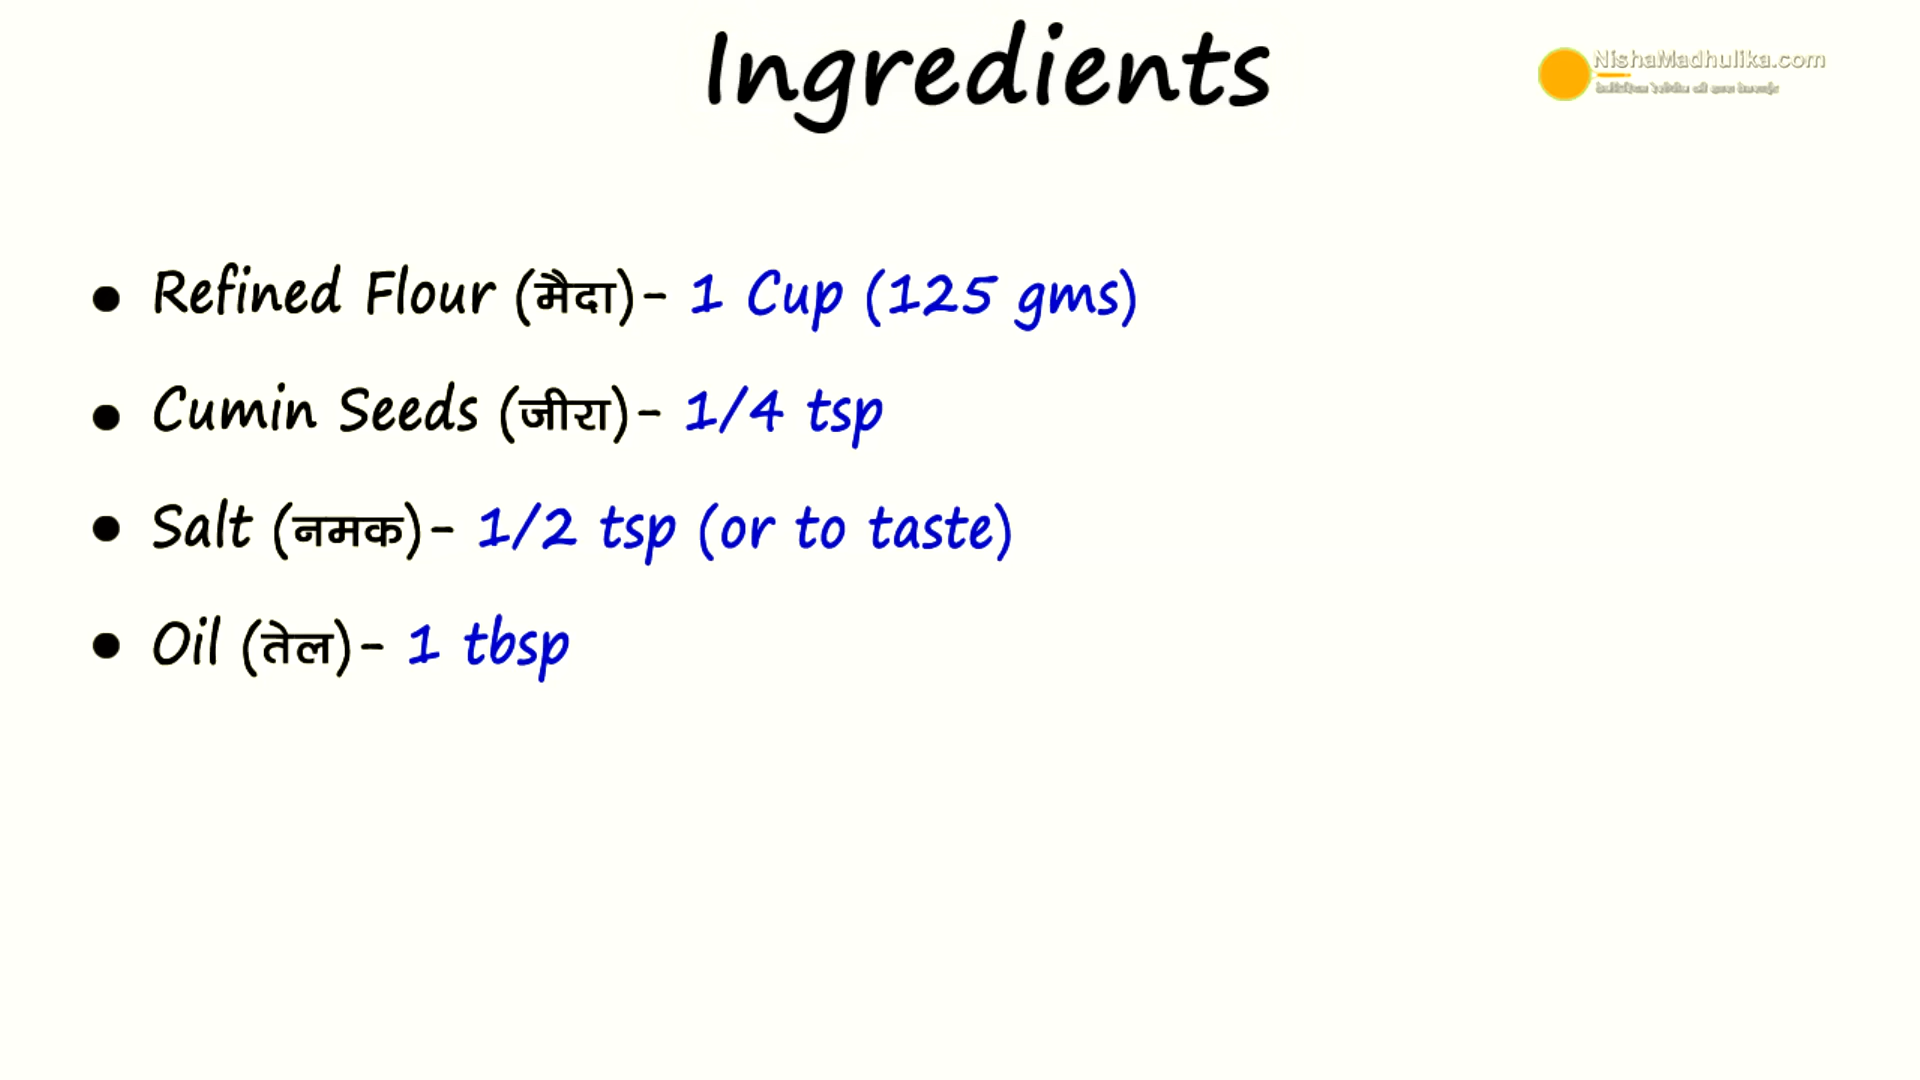 Ingredients
NishaMadhulika.com
• Refined Flour (मैदा)- 1 Cup (125 gms)
• Cumin Seeds (जीरा)- 1/4 tsp
• Salt (नमक)- 1/2 tsp (or to taste)
• Oil (तेल)- 1 tbsp